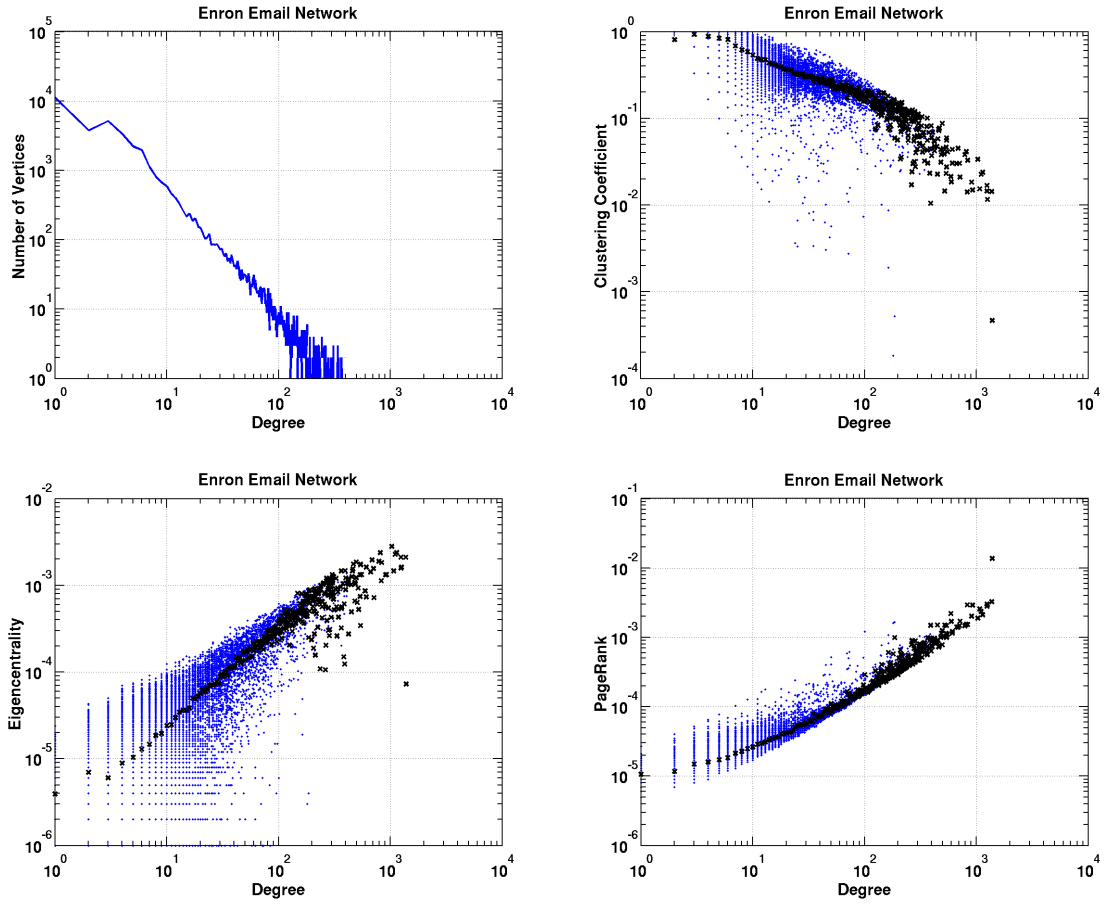 Enron Email Network
Number of Vertices
10^5
10^4
10^3
10^2
10^1
10^0
10^0 10^1 10^2 10^3 10^4
Degree
Enron Email Network
Clustering Coefficient
10^0
10^-1
10^-2
10^-3
10^-4
10^0 10^1 10^2 10^3 10^4
Degree
Enron Email Network
Eigencentrality
10^-2
10^-3
10^-4
10^-5
10^-6
10^0 10^1 10^2 10^3 10^4
Degree
Enron Email Network
PageRank
10^-1
10^-2
10^-3
10^-4
10^-5
10^-6
10^0 10^1 10^2 10^3 10^4
Degree